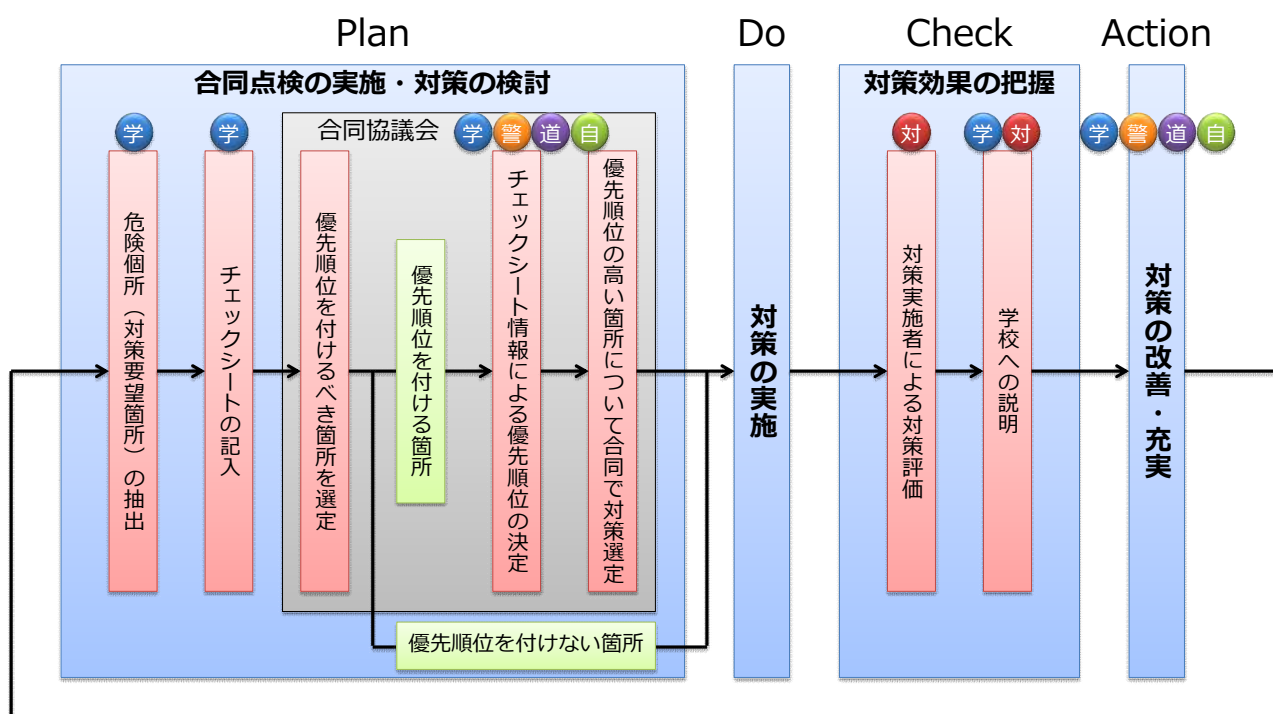 Plan
Do
Check
Action
合同点検の実施・対策の検討
対策効果の把握
合同協議会
学
学
学
警
道
自
対
学
対
学
警
道
自
危険個所（対策要望箇所）の抽出
チェックシートの記入
優先順位を付けるべき箇所を選定
優先順位を付ける箇所
チェックシート情報による優先順位の決定
優先順位の高い箇所について合同で対策選定
優先順位を付けない箇所
対策の実施
対策実施者による対策評価
学校への説明
対策の改善・充実